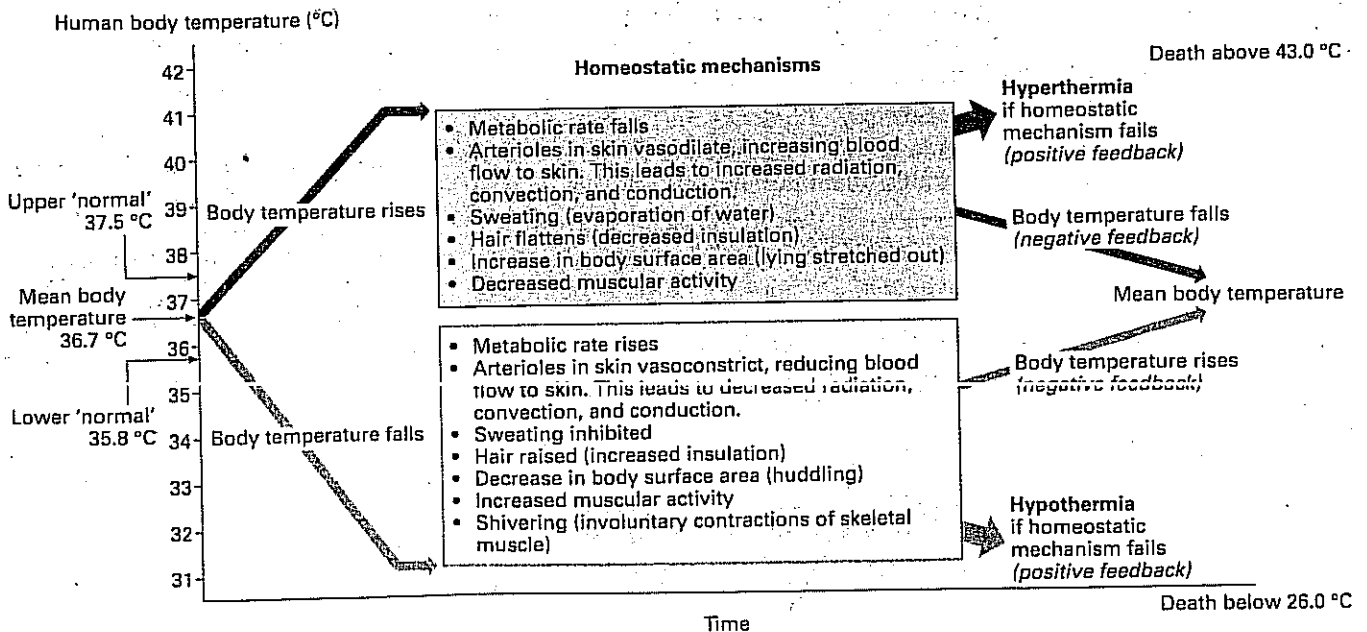 Human body temperature (°C)
42
41
40
39
38
37
36
35
34
33
32
31
Upper 'normal'
37.5 °C
Mean body
temperature
36.7 °C
Lower 'normal'
35.8 °C
Body temperature rises
Body temperature falls
Homeostatic mechanisms
• Metabolic rate falls
• Arterioles in skin vasodilate, increasing blood
flow to skin. This leads to increased radiation,
convection, and conduction.
• Sweating (evaporation of water)
• Hair flattens (decreased insulation)
• Increase in body surface area (lying stretched out)
• Decreased muscular activity
• Metabolic rate rises
• Arterioles in skin vasoconstrict, reducing blood
flow to skin. This leads to decreased radiation,
convection, and conduction.
• Sweating inhibited
• Hair raised (increased insulation)
• Decrease in body surface area (huddling)
• Increased muscular activity
• Shivering (involuntary contractions of skeletal
muscle)
Death above 43.0 °C
Hyperthermia
if homeostatic
mechanism fails
(positive feedback)
Body temperature falls
(negative feedback)
Mean body temperature
Body temperature rises
(negative feedback)
Hypothermia
if homeostatic
mechanism fails
(positive feedback)
Death below 26.0 °C
Time